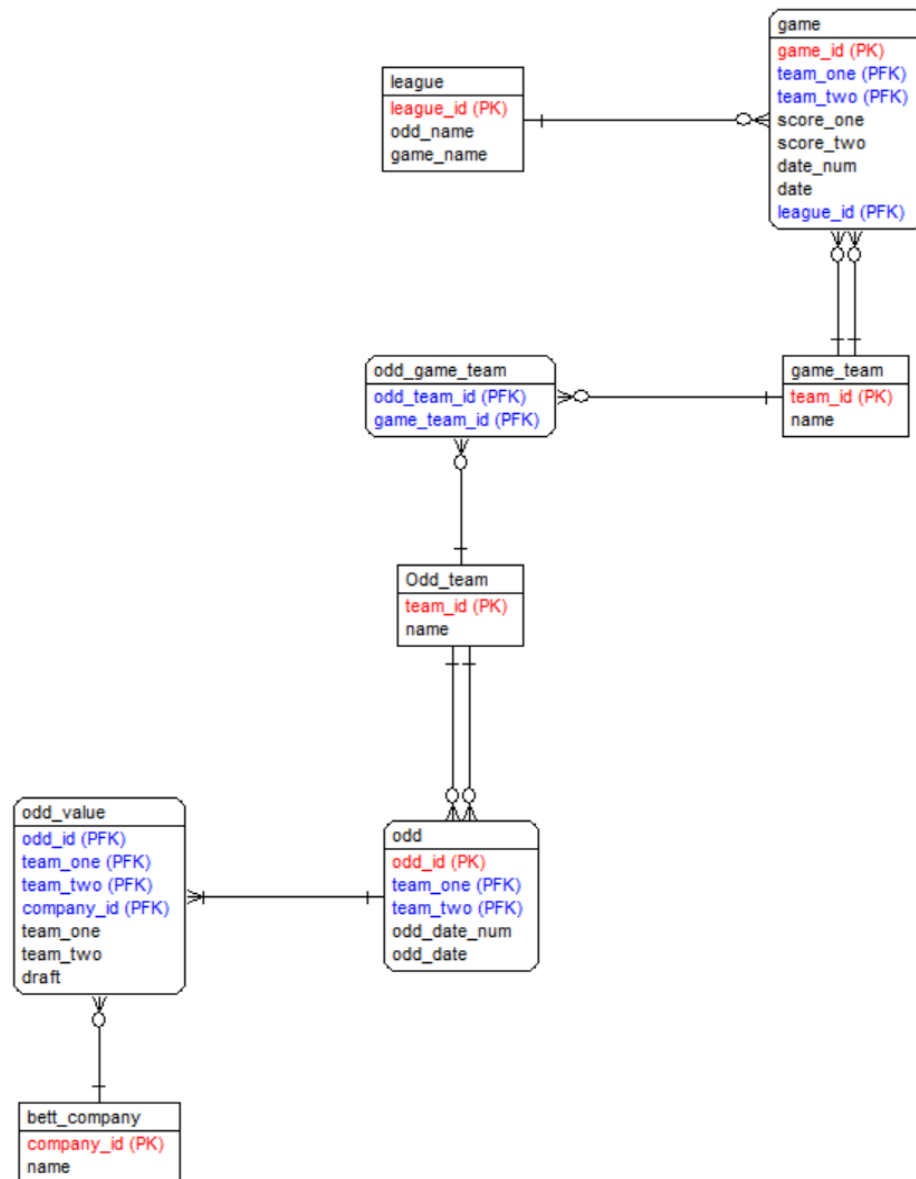 game
game_id (PK)
team_one (PFK)
team_two (PFK)
score_one
score_two
date_num
date
league_id (PFK)
league
league_id (PK)
odd_name
game_name
odd_game_team
odd_team_id (PFK)
game_team_id (PFK)
game_team
team_id (PK)
name
Odd_team
team_id (PK)
name
odd_value
odd_id (PFK)
team_one (PFK)
team_two (PFK)
company_id (PFK)
team_one
team_two
draft
odd
odd_id (PK)
team_one (PFK)
team_two (PFK)
odd_date_num
odd_date
bett_company
company_id (PK)
name